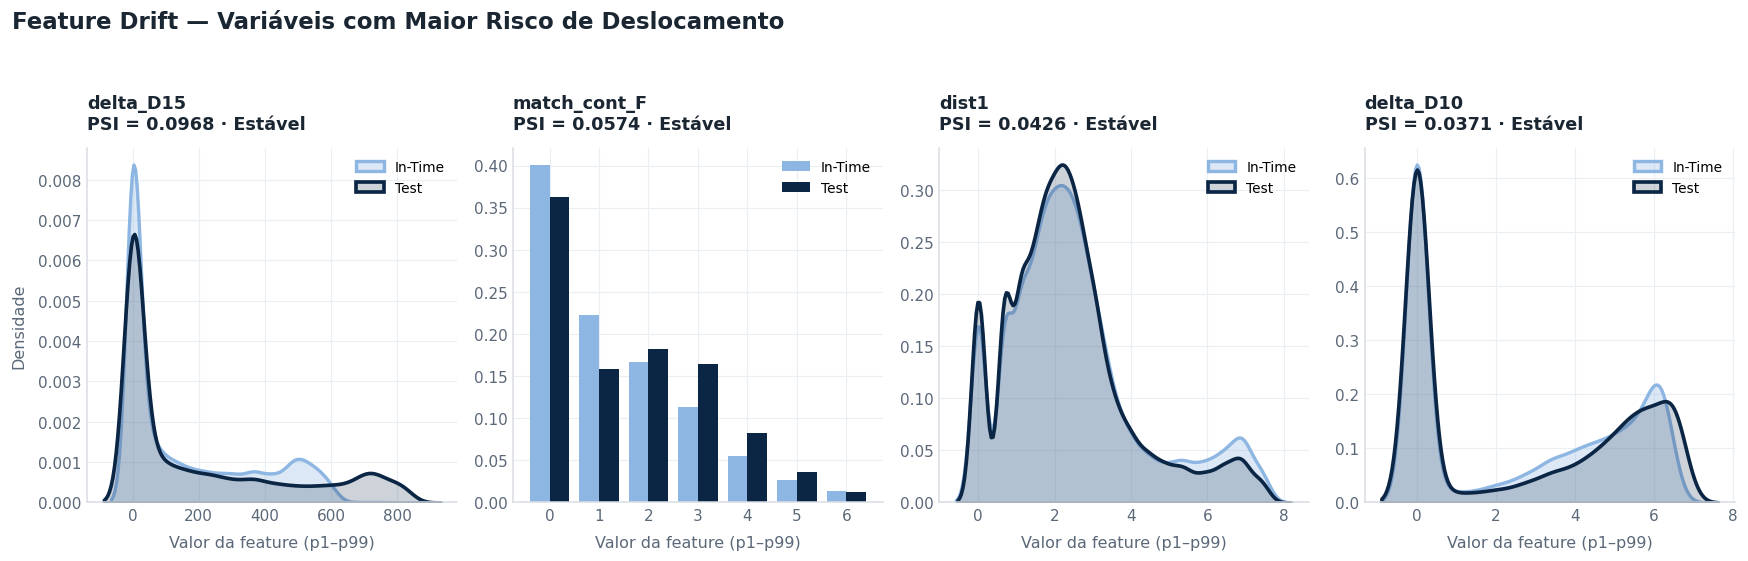 Feature Drift — Variáveis com Maior Risco de Deslocamento
delta_D15
PSI = 0.0968 · Estável
In-Time
Test
0.008
0.007
0.006
0.005
0.004
0.003
0.002
0.001
0.000
Densidade
0 200 400 600 800
Valor da feature (p1–p99)
match_cont_F
PSI = 0.0574 · Estável
In-Time
Test
0.40
0.35
0.30
0.25
0.20
0.15
0.10
0.05
0.00
0 1 2 3 4 5 6
Valor da feature (p1–p99)
dist1
PSI = 0.0426 · Estável
In-Time
Test
0.30
0.25
0.20
0.15
0.10
0.05
0.00
0 2 4 6 8
Valor da feature (p1–p99)
delta_D10
PSI = 0.0371 · Estável
In-Time
Test
0.6
0.5
0.4
0.3
0.2
0.1
0.0
0 2 4 6 8
Valor da feature (p1–p99)